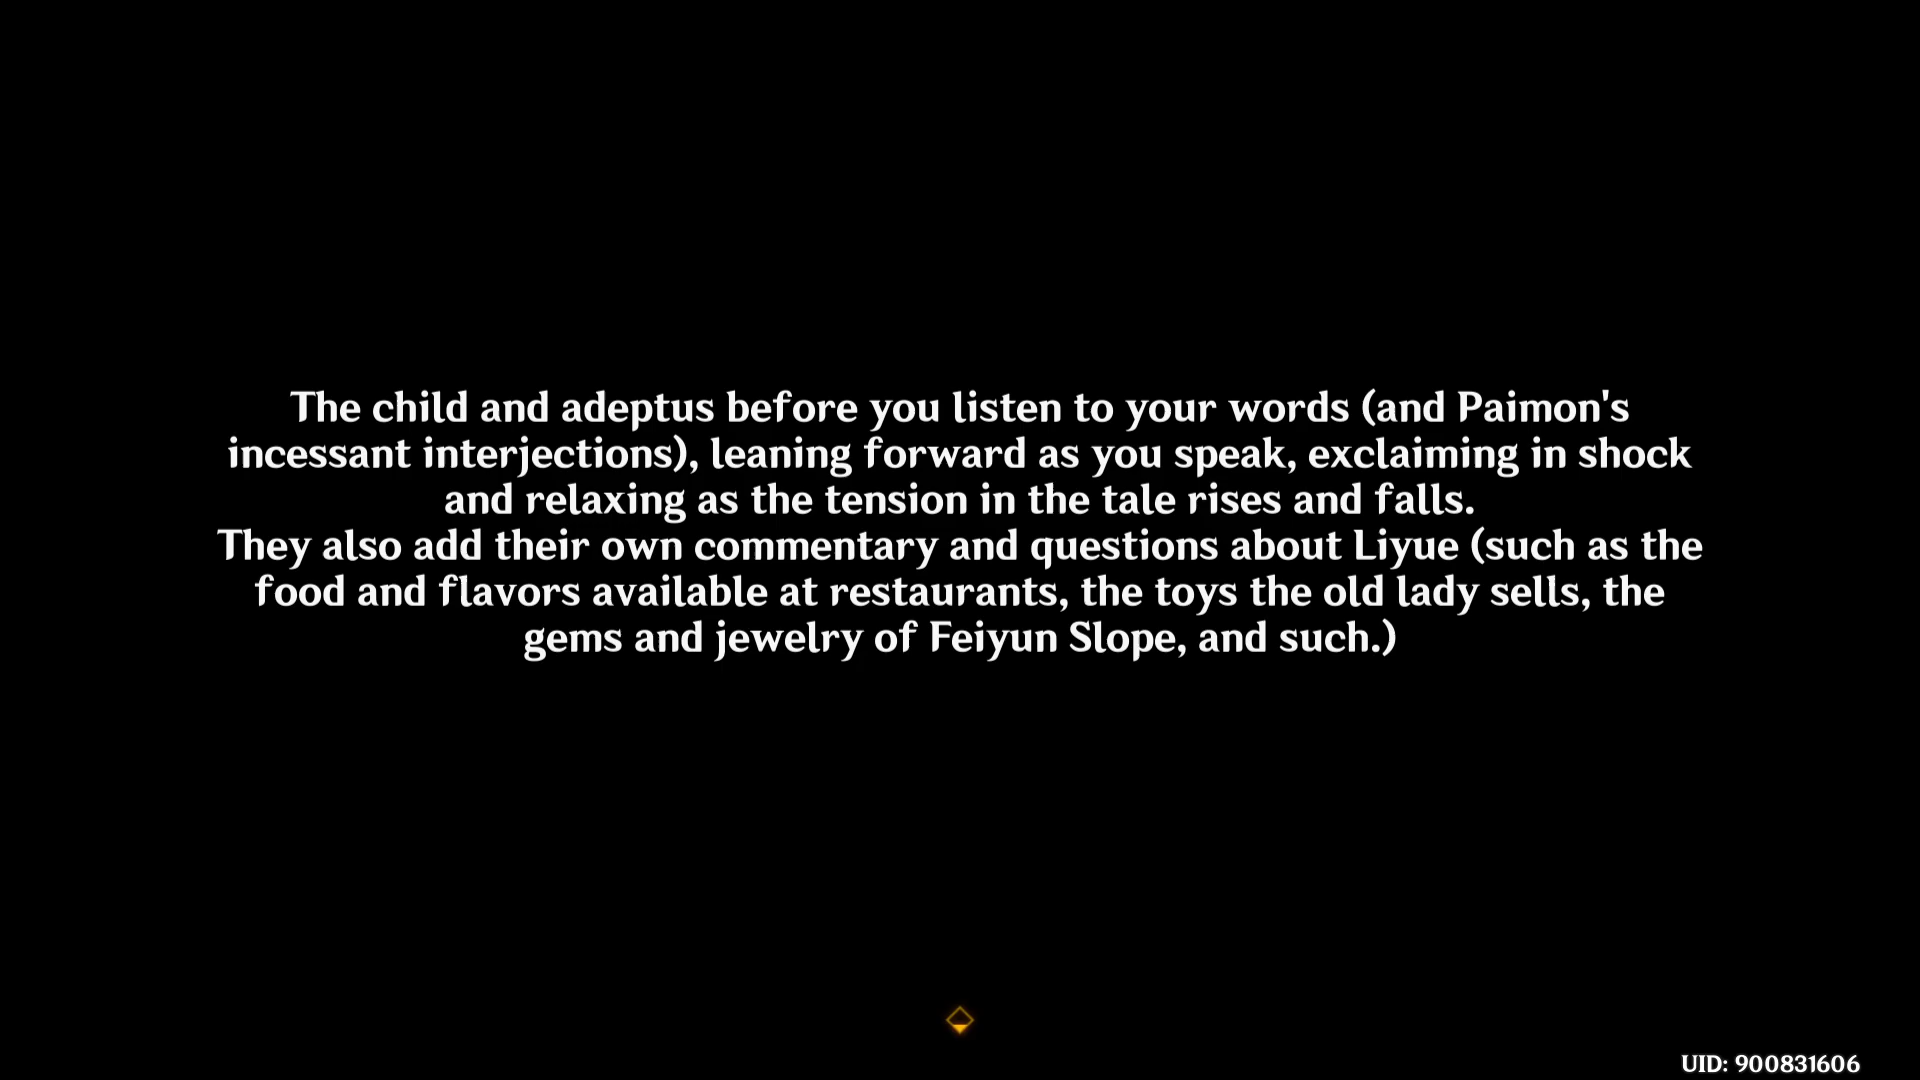 The child and adeptus before you listen to your words (and Paimon's
incessant interjections), leaning forward as you speak, exclaiming in shock
and relaxing as the tension in the tale rises and falls.
They also add their own commentary and questions about Liyue (such as the
food and flavors available at restaurants, the toys the old lady sells, the
gems and jewelry of Feiyun Slope, and such.)
UID: 900831606